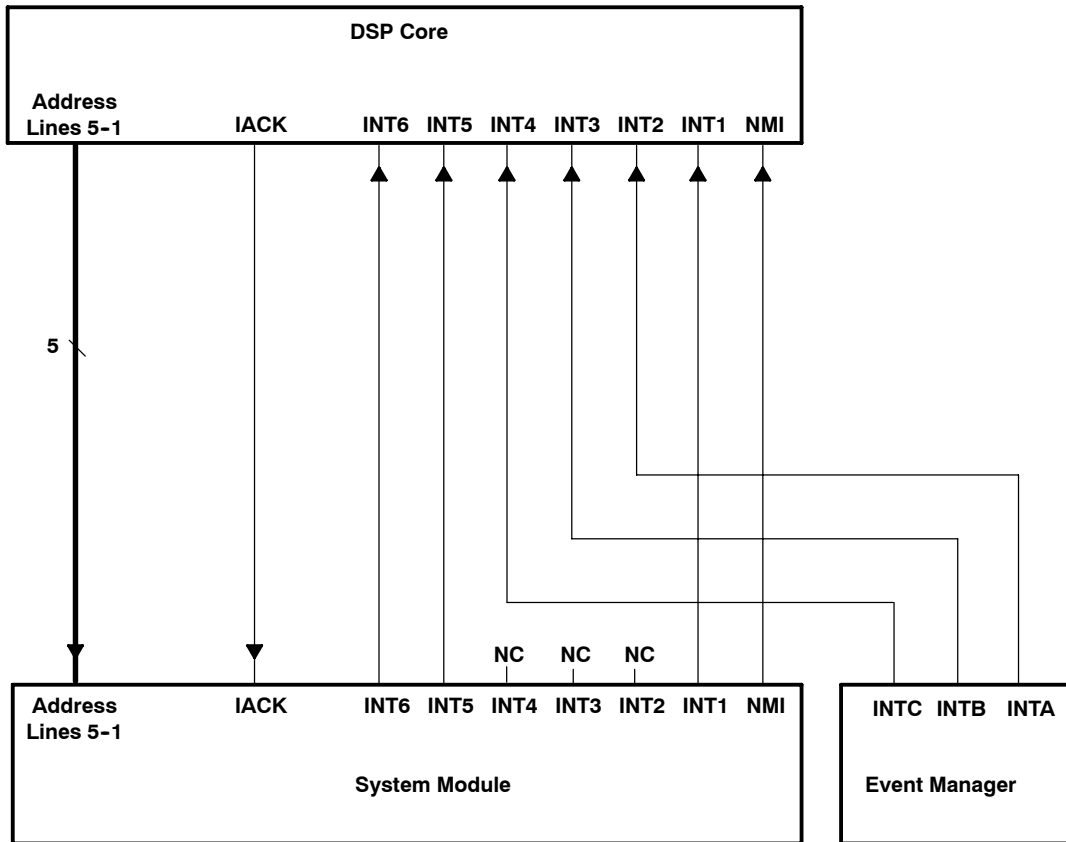 DSP Core
Address
Lines 5-1
IACK
INT6 INT5 INT4 INT3 INT2 INT1 NMI
5
NC NC NC
Address
Lines 5-1
IACK
INT6 INT5 INT4 INT3 INT2 INT1 NMI
System Module
INTC INTB INTA
Event Manager